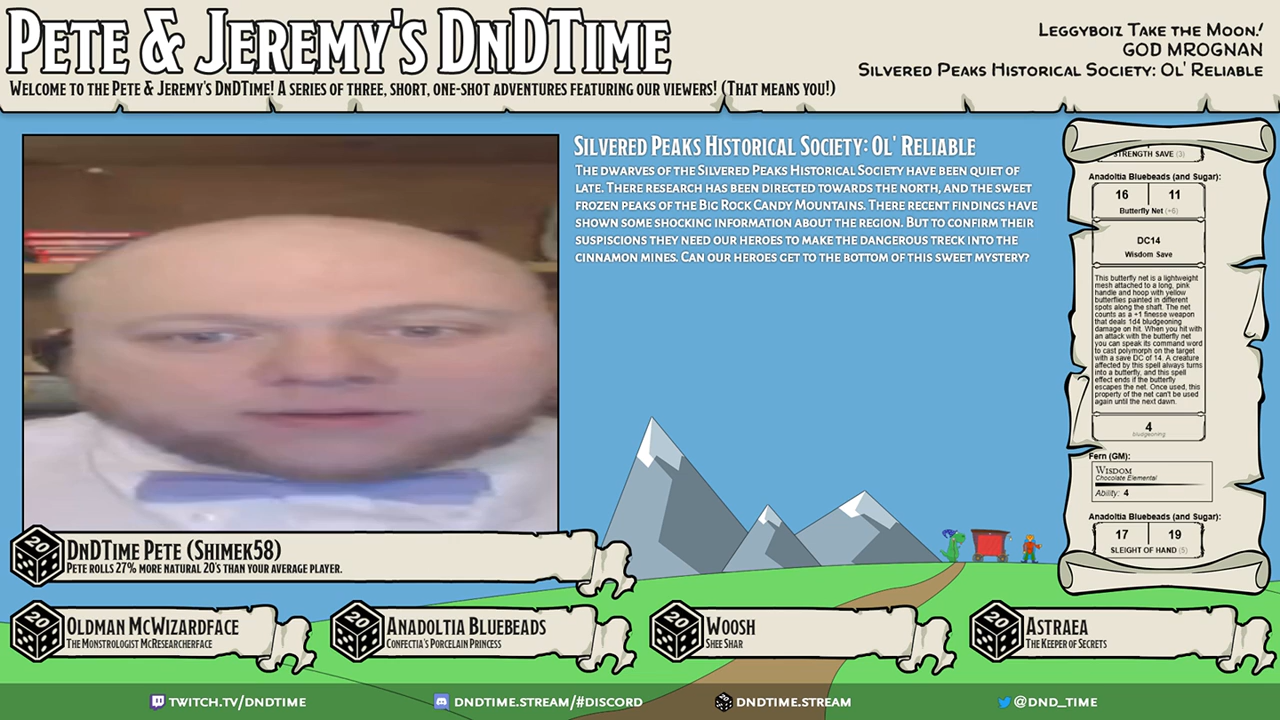 Pete & Jeremy's DnDTime
Welcome to the Pete & Jeremy's DnDTime! A series of three, short, one-shot adventures featuring our viewers! (That means you!)
Leggyboiz Take the Moon!
GOD MROGNAN
Silvered Peaks Historical Society: Ol' Reliable
Silvered Peaks Historical Society: Ol' Reliable
The dwarves of the Silvered Peaks Historical Society have been quiet of
late. There research has been directed towards the north, and the sweet
frozen peaks of the Big Rock Candy Mountains. There recent findings have
shown some shocking information about the region. But to confirm their
suspiscions they need our heroes to make the dangerous treck into the
cinnamon mines. Can our heroes get to the bottom of this sweet mystery?
STRENGTH SAVE (3)
Anadoltia Bluebeads (and Sugar):
16 11
Butterfly Net (+6)
DC14
Wisdom Save
This butterfly net is a lightweight
mesh attached to a long, pink
handle and hoop with yellow
butterflies painted in different
spots along the shaft. The net
counts as a +1 finesse weapon
that deals 1d4 bludgeoning
damage on hit. When you hit with
an attack with the butterfly net
you can speak its command word
to cast polymorph on the target
with a save DC of 14. A creature
affected by this spell always turns
into a butterfly, and this spell
effect ends if the butterfly
escapes the net. Once used, this
property of the net can't be used
again until the next dawn.
4
bludgeoning
Fern (GM):
Wisdom
Chocolate Elemental
Ability: 4
Anadoltia Bluebeads (and Sugar):
17 19
SLEIGHT OF HAND (5)
20
DnDTime Pete (Shimek58)
Pete rolls 27% more natural 20's than your average player.
20
Oldman McWizardface
The Monstrologist McResearcherface
20
Anadoltia Bluebeads
Confectia's Porcelain Princess
20
Woosh
Shee Shar
20
Astraea
The Keeper of Secrets
twitch.tv/dndtime
dndtime.stream/#discord
dndtime.stream
@dnd_time